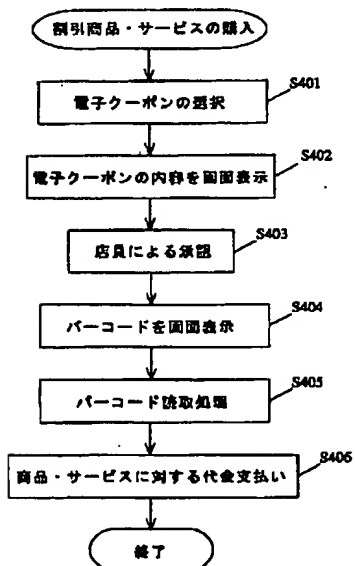 割引商品・サービスの購入
電子クーポンの選択
S401
電子クーポンの内容を画面表示
S402
店員による承認
S403
バーコードを画面表示
S404
バーコード読取処理
S405
商品・サービスに対する代金支払い
S406
終了